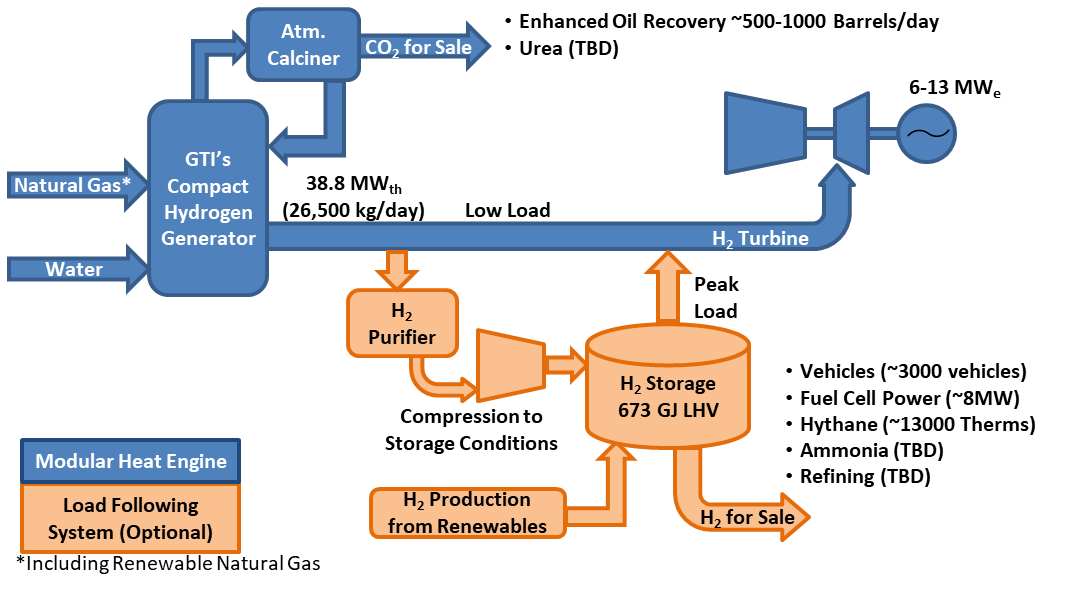 Atm.
Calciner
CO₂ for Sale
• Enhanced Oil Recovery ~500-1000 Barrels/day
• Urea (TBD)
6-13 MWₑ
GTI's
Compact
Hydrogen
Generator
Natural Gas*
Water
38.8 MWth
(26,500 kg/day)
Low Load
H₂ Turbine
Peak
Load
H₂
Purifier
Compression to
Storage Conditions
H₂ Storage
673 GJ LHV
• Vehicles (~3000 vehicles)
• Fuel Cell Power (~8MW)
• Hythane (~13000 Therms)
• Ammonia (TBD)
• Refining (TBD)
H₂ Production
from Renewables
H₂ for Sale
Modular Heat Engine
Load Following
System (Optional)
*Including Renewable Natural Gas